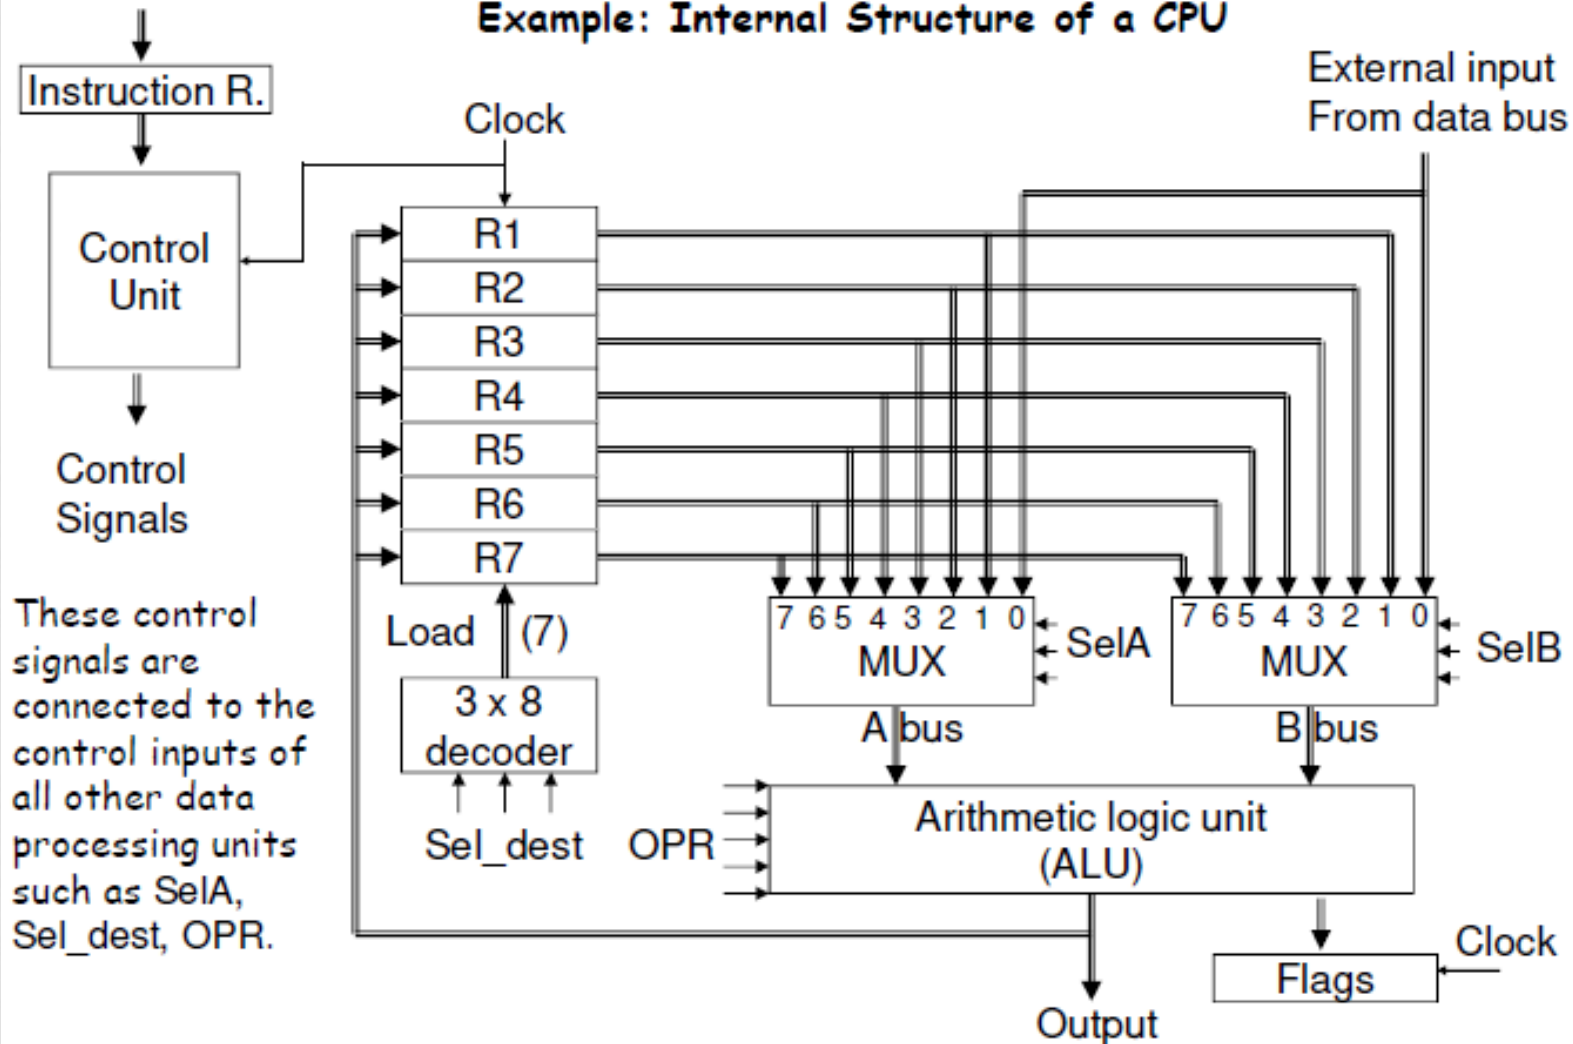 Example: Internal Structure of a CPU
Instruction R.
Control
Unit
Control
Signals
These control
signals are
connected to the
control inputs of
all other data
processing units
such as SelA,
Sel_dest, OPR.
Clock
R1
R2
R3
R4
R5
R6
R7
Load (7)
3 x 8
decoder
Sel_dest
External input
From data bus
7 6 5 4 3 2 1 0
MUX
SelA
A bus
7 6 5 4 3 2 1 0
MUX
SelB
B bus
OPR
Arithmetic logic unit
(ALU)
Clock
Flags
Output